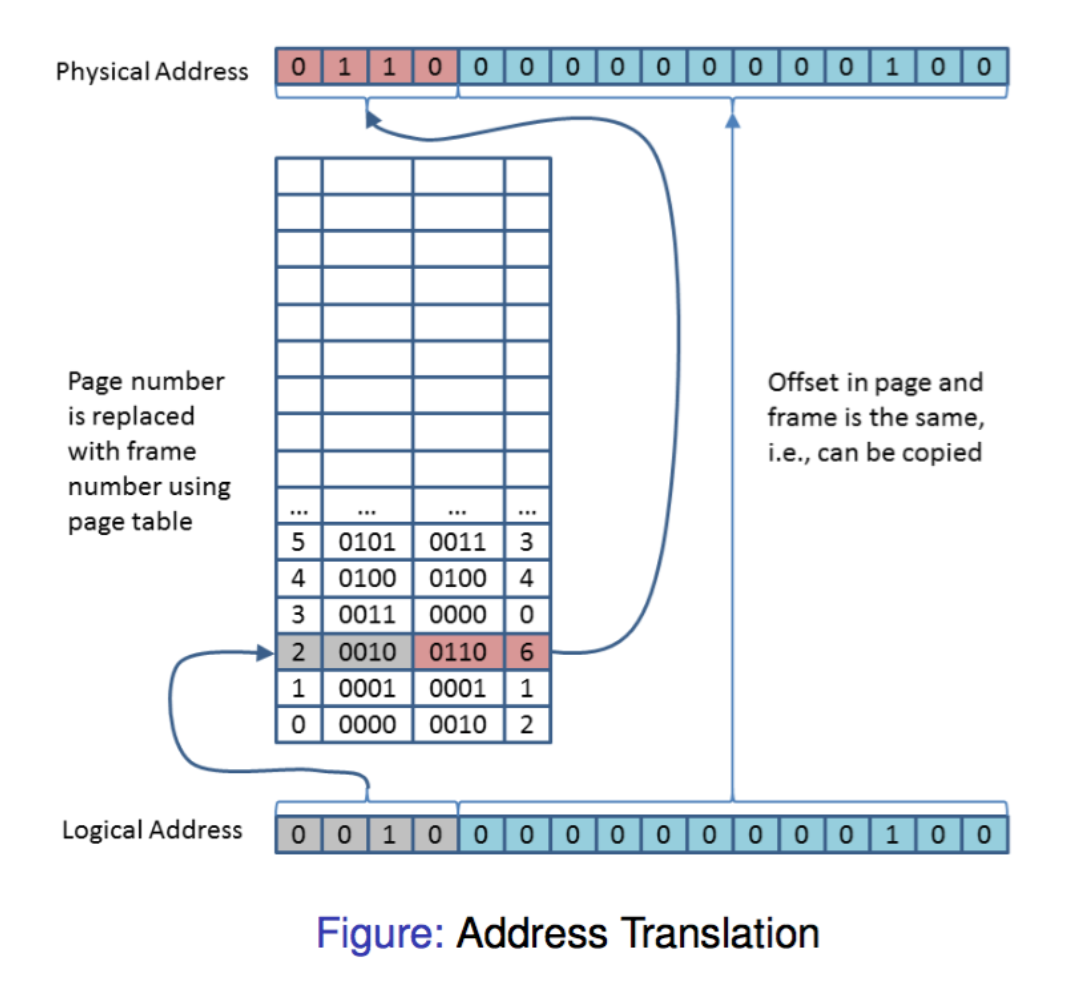 Physical Address 0 1 1 0 0 0 0 0 0 0 0 0 0 1 0 0
Page number
is replaced
with frame
number using
page table
Offset in page and
frame is the same,
i.e., can be copied
... ... ... ...
5 0101 0011 3
4 0100 0100 4
3 0011 0000 0
2 0010 0110 6
1 0001 0001 1
0 0000 0010 2
Logical Address 0 0 1 0 0 0 0 0 0 0 0 0 0 1 0 0
Figure: Address Translation